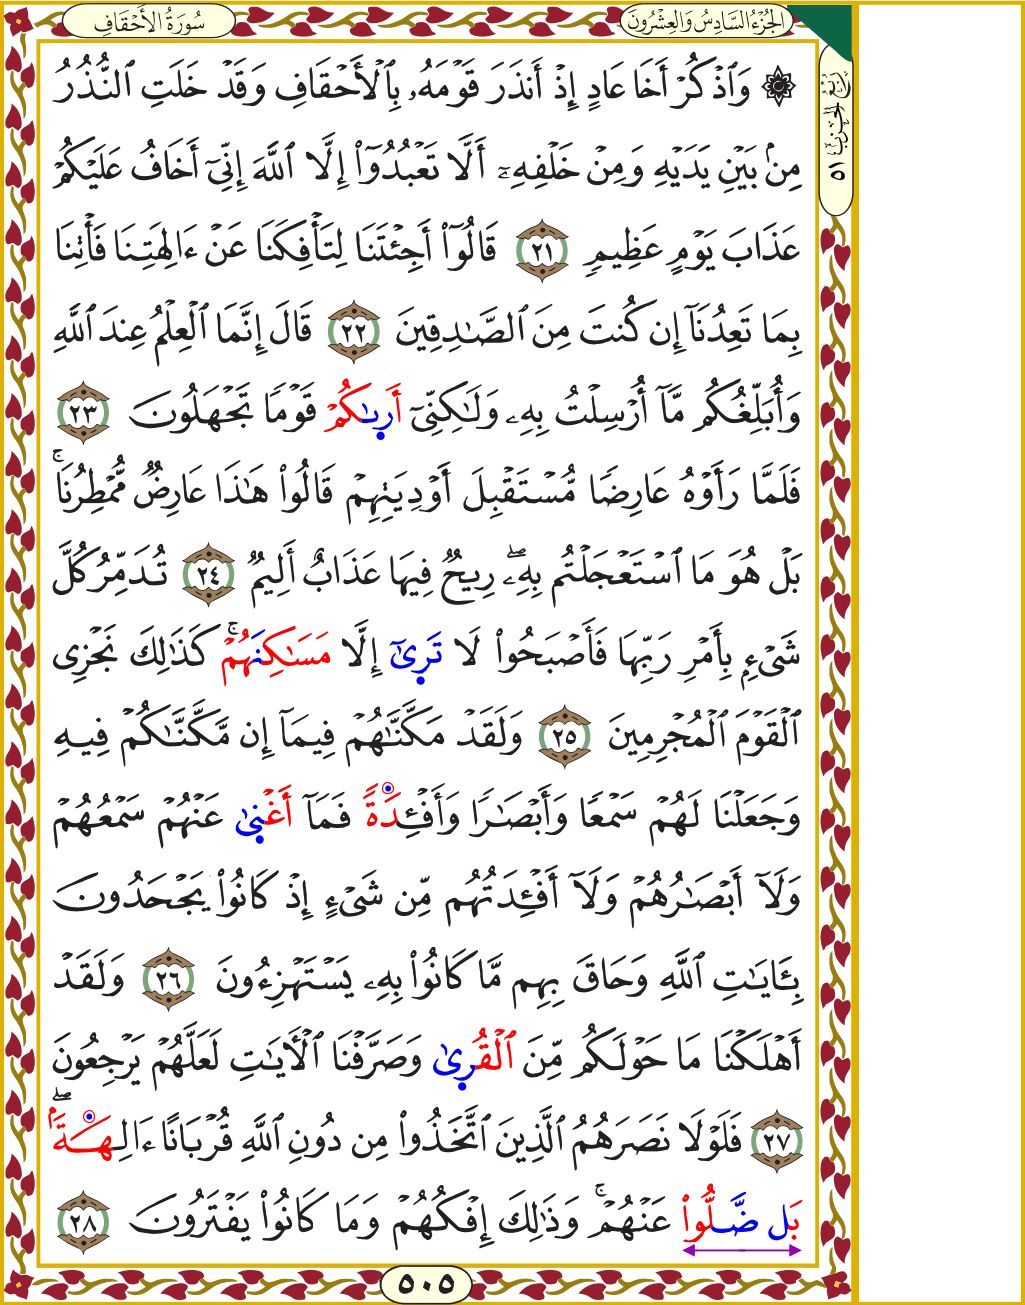 سُورَةُ الأَحْقَافِ
الجُزْءُ السَّادِسُ وَالعِشْرُونَ
۞ وَٱذْكُرْ أَخَا عَادٍ إِذْ أَنذَرَ قَوْمَهُۥ بِٱلْأَحْقَافِ وَقَدْ خَلَتِ ٱلنُّذُرُ
مِنۢ بَيْنِ يَدَيْهِ وَمِنْ خَلْفِهِۦٓ أَلَّا تَعْبُدُوٓا۟ إِلَّا ٱللَّهَ إِنِّىٓ أَخَافُ عَلَيْكُمْ
عَذَابَ يَوْمٍ عَظِيمٍ ٢١ قَالُوٓا۟ أَجِئْتَنَا لِتَأْفِكَنَا عَنْ ءَالِهَتِنَا فَأْتِنَا
بِمَا تَعِدُنَآ إِن كُنتَ مِنَ ٱلصَّـٰدِقِينَ ٢٢ قَالَ إِنَّمَا ٱلْعِلْمُ عِندَ ٱللَّهِ
وَأُبَلِّغُكُم مَّآ أُرْسِلْتُ بِهِۦ وَلَـٰكِنِّىٓ أَرٜىٰكُمْ قَوْمًا تَجْهَلُونَ ٢٣
فَلَمَّا رَأَوْهُ عَارِضًا مُّسْتَقْبِلَ أَوْدِيَتِهِمْ قَالُوا۟ هَـٰذَا عَارِضٌ مُّمْطِرُنَا ۚ
بَلْ هُوَ مَا ٱسْتَعْجَلْتُم بِهِۦ ۖ رِيحٌ فِيهَا عَذَابٌ أَلِيمٌ ٢٤ تُدَمِّرُ كُلَّ
شَىْءٍۭ بِأَمْرِ رَبِّهَا فَأَصْبَحُوا۟ لَا تَرٜىٰٓ إِلَّا مَسَـٰكِنَهُمْ ۚ كَذَٰلِكَ نَجْزِى
ٱلْقَوْمَ ٱلْمُجْرِمِينَ ٢٥ وَلَقَدْ مَكَّنَّـٰهُمْ فِيمَآ إِن مَّكَّنَّـٰكُمْ فِيهِ
وَجَعَلْنَا لَهُمْ سَمْعًا وَأَبْصَـٰرًا وَأَفْـِٔدَةً فَمَآ أَغْنٜىٰ عَنْهُمْ سَمْعُهُمْ
وَلَآ أَبْصَـٰرُهُمْ وَلَآ أَفْـِٔدَتُهُم مِّن شَىْءٍ إِذْ كَانُوا۟ يَجْحَدُونَ
بِـَٔايَـٰتِ ٱللَّهِ وَحَاقَ بِهِم مَّا كَانُوا۟ بِهِۦ يَسْتَهْزِءُونَ ٢٦ وَلَقَدْ
أَهْلَكْنَا مَا حَوْلَكُم مِّنَ ٱلْقُرٜىٰ وَصَرَّفْنَا ٱلْـَٔايَـٰتِ لَعَلَّهُمْ يَرْجِعُونَ
٢٧ فَلَوْلَا نَصَرَهُمُ ٱلَّذِينَ ٱتَّخَذُوا۟ مِن دُونِ ٱللَّهِ قُرْبَانًا ءَالِهَةًۢ ۖ
بَل ضَّلُّوا۟ عَنْهُمْ ۚ وَذَٰلِكَ إِفْكُهُمْ وَمَا كَانُوا۟ يَفْتَرُونَ ٢٨
٥٠٥